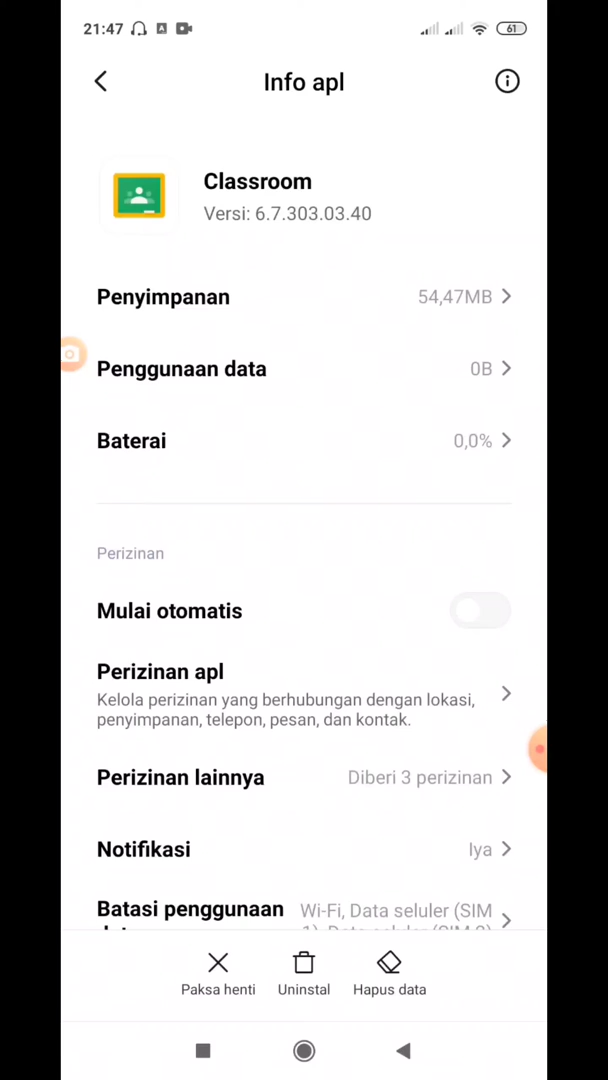 21:47 61
Info apl
Classroom
Versi: 6.7.303.03.40
Penyimpanan 54,47MB
Penggunaan data 0B
Baterai 0,0%
Perizinan
Mulai otomatis
Perizinan apl
Kelola perizinan yang berhubungan dengan lokasi,
penyimpanan, telepon, pesan, dan kontak.
Perizinan lainnya Diberi 3 perizinan
Notifikasi Iya
Batasi penggunaan Wi-Fi, Data seluler (SIM
Paksa henti Uninstal Hapus data